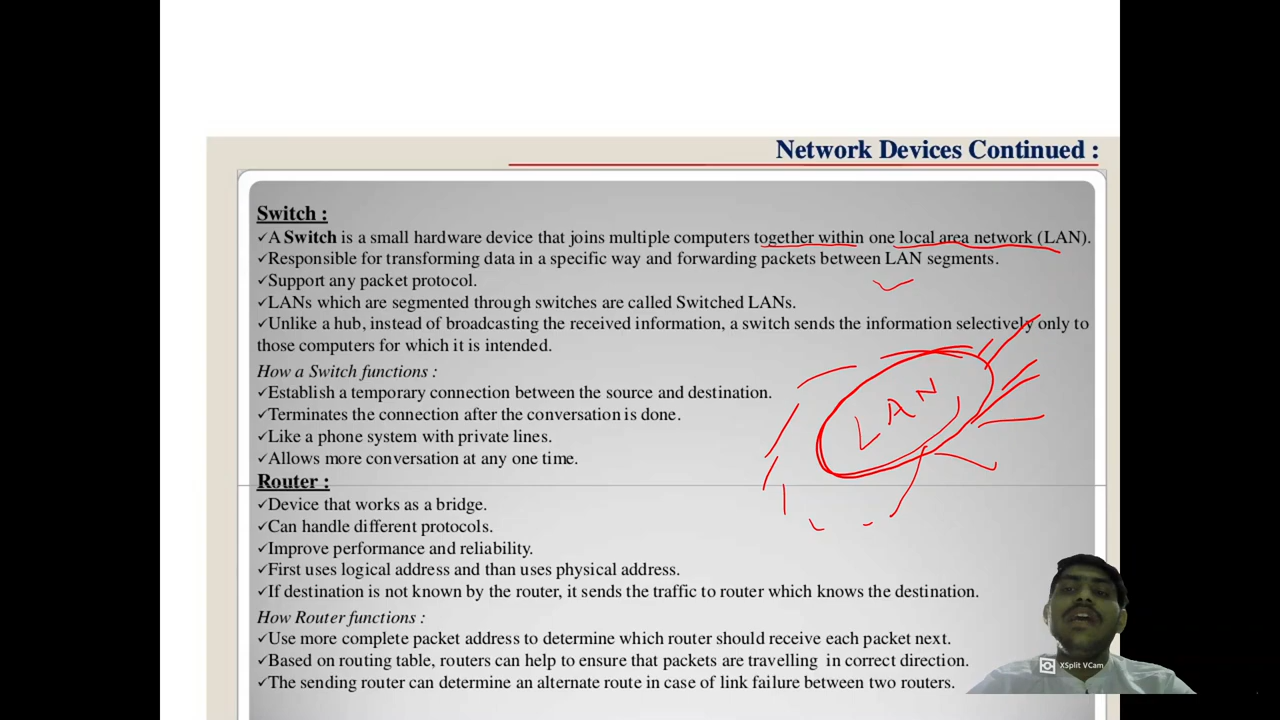 Network Devices Continued :
Switch :
✓A Switch is a small hardware device that joins multiple computers together within one local area network (LAN).
✓Responsible for transforming data in a specific way and forwarding packets between LAN segments.
✓Support any packet protocol.
✓LANs which are segmented through switches are called Switched LANs.
✓Unlike a hub, instead of broadcasting the received information, a switch sends the information selectively only to
those computers for which it is intended.
How a Switch functions :
✓Establish a temporary connection between the source and destination.
✓Terminates the connection after the conversation is done.
✓Like a phone system with private lines.
✓Allows more conversation at any one time.
LAN
Router :
✓Device that works as a bridge.
✓Can handle different protocols.
✓Improve performance and reliability.
✓First uses logical address and than uses physical address.
✓If destination is not known by the router, it sends the traffic to router which knows the destination.
How Router functions :
✓Use more complete packet address to determine which router should receive each packet next.
✓Based on routing table, routers can help to ensure that packets are travelling in correct direction.
✓The sending router can determine an alternate route in case of link failure between two routers.
XSplit VCam